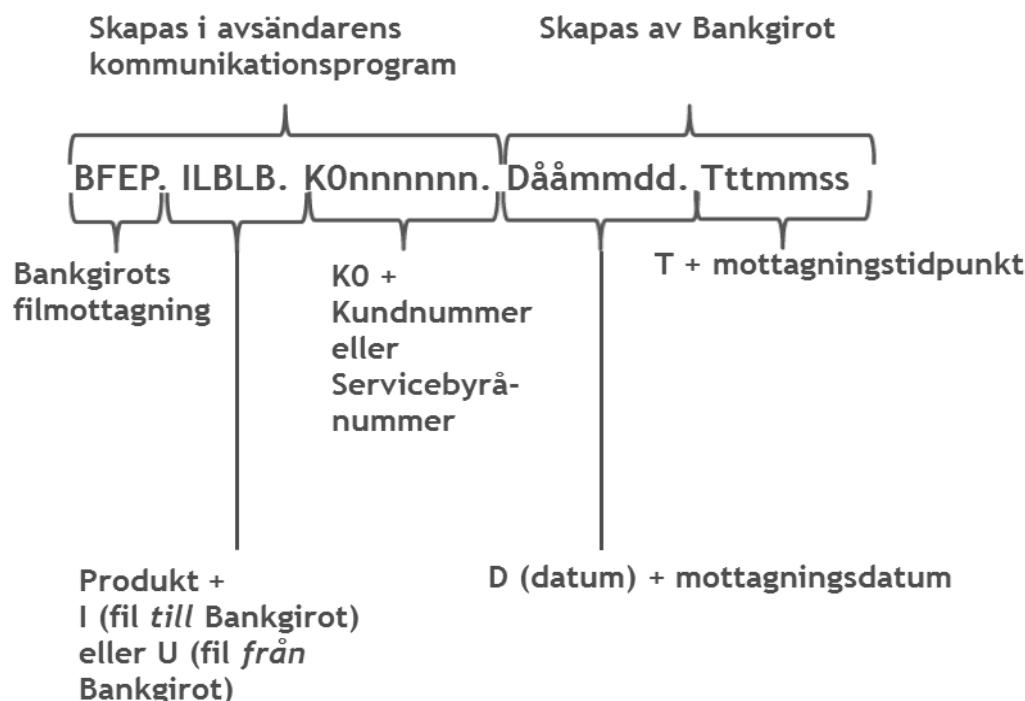 Skapas i avsändarens
kommunikationsprogram
Skapas av Bankgirot
BFEP. ILBLB. K0nnnnnn. Dååmmdd. Tttmmss
Bankgirots
filmottagning
K0 +
Kundnummer
eller
Servicebyrå-
nummer
T + mottagningstidpunkt
Produkt +
I (fil till Bankgirot)
eller U (fil från
Bankgirot)
D (datum) + mottagningsdatum